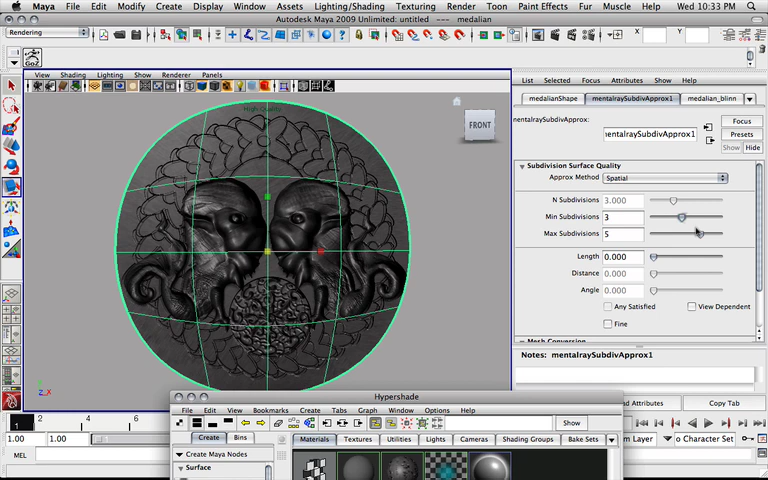 Maya File Edit Modify Create Display Window Assets Lighting/Shading Texturing Render Toon Paint Effects Fur Muscle Help Wed 10:33 PM
Autodesk Maya 2009 Unlimited: untitled --- medalian
Rendering X Y
GoZ
View Shading Lighting Show Renderer Panels
List Selected Focus Attributes Show Help
High Quality
FRONT
medalianShape mentalraySubdivApprox1 medalian_blinn
mentalraySubdivApprox: mentalraySubdivApprox1
Focus
Presets
Show Hide
Subdivision Surface Quality
Approx Method Spatial
N Subdivisions 3.000
Min Subdivisions 3
Max Subdivisions 5
Length 0.000
Distance 0.000
Angle 0.000
Any Satisfied View Dependent
Fine
Mesh Conversion
Notes: mentalraySubdivApprox1
Attributes Copy Tab
Z X
2 4 6 8
1.00 1.00
o Character Set
MEL
Hypershade
File Edit View Bookmarks Create Tabs Graph Window Options Help
Show
Create Bins
Materials Textures Utilities Lights Cameras Shading Groups Bake Sets
Create Maya Nodes
Surface